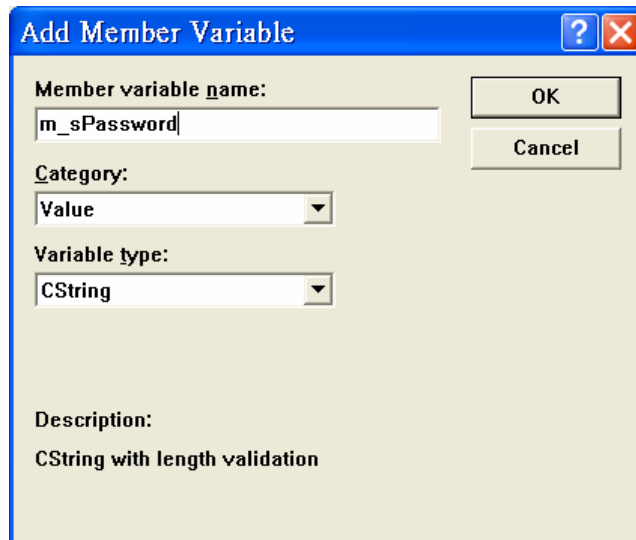 Add Member Variable
Member variable name:
m_sPassword
OK
Cancel
Category:
Value
Variable type:
CString
Description:
CString with length validation